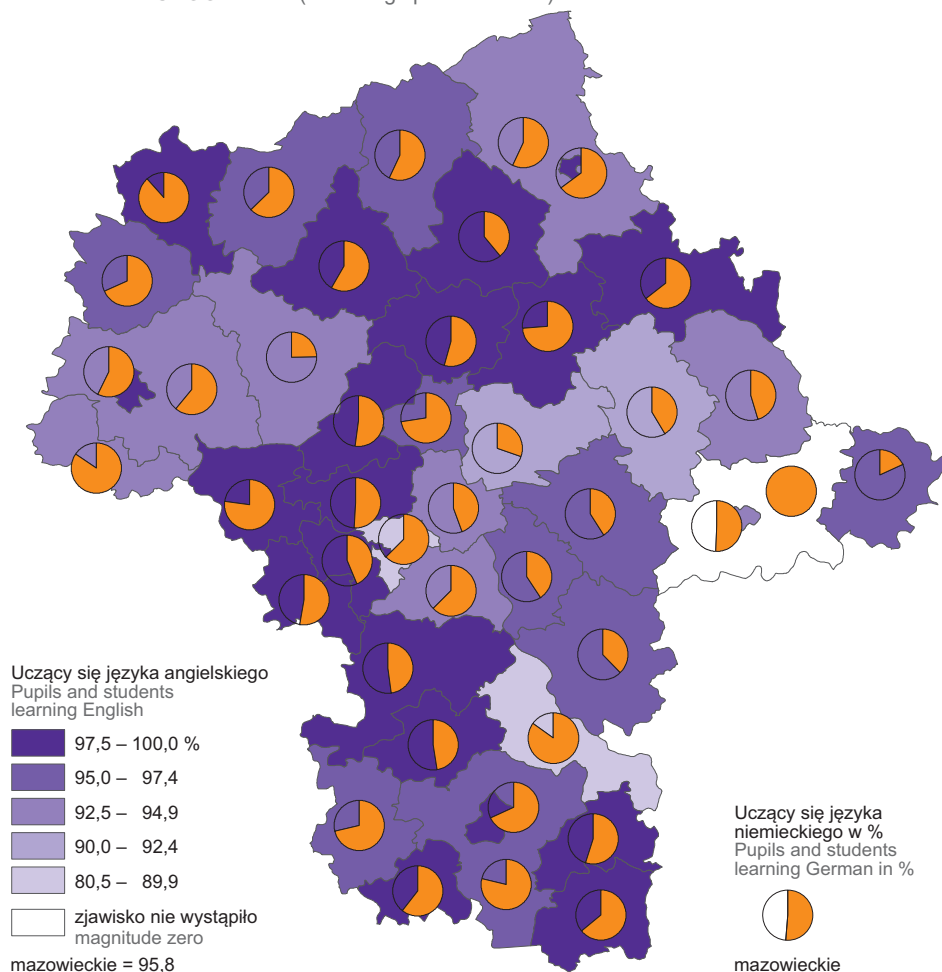 Uczący się języka angielskiego
Pupils and students
learning English
97,5 – 100,0 %
95,0 – 97,4
92,5 – 94,9
90,0 – 92,4
80,5 – 89,9
zjawisko nie wystąpiło
magnitude zero
mazowieckie = 95,8
Uczący się języka
niemieckiego w %
Pupils and students
learning German in %
mazowieckie